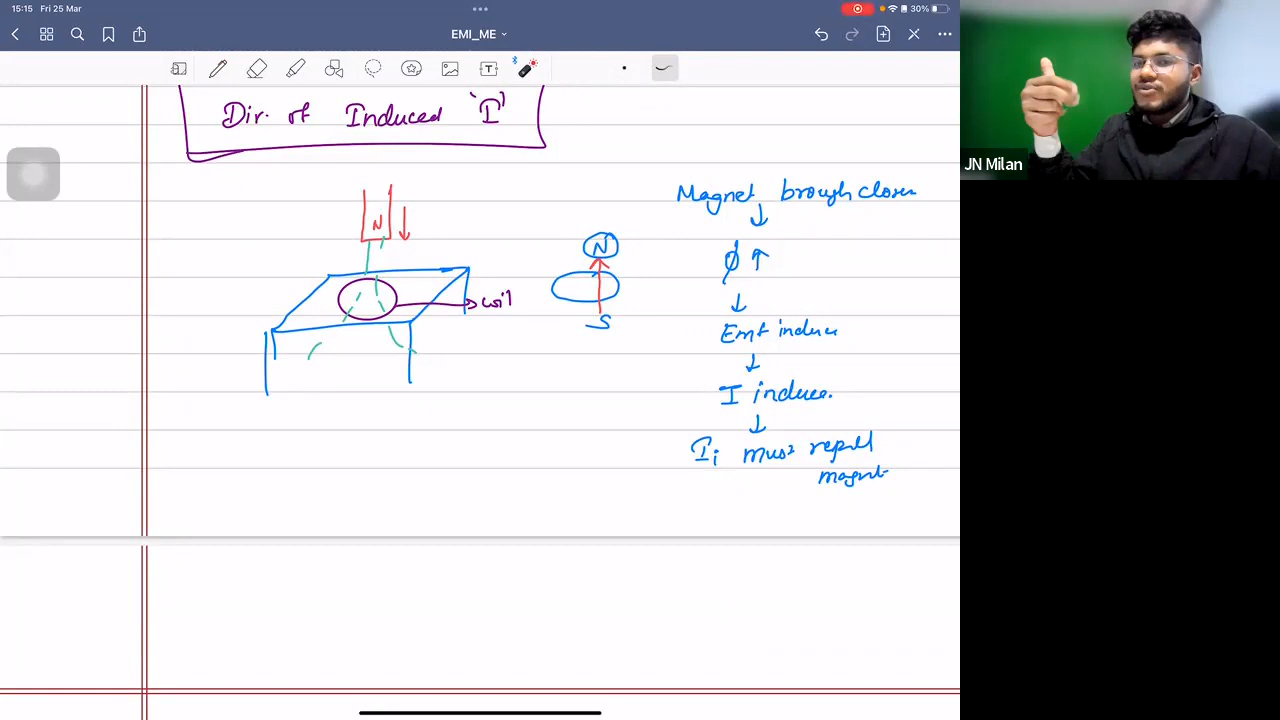 15:15 Fri 25 Mar
30%
EMI_ME
Dir. of Induced 'I'
N
coil
N
S
Magnet brough closer
ϕ ↑
↓
Emf induce
↓
I induce.
↓
Ii must repell
magnet
JN Milan